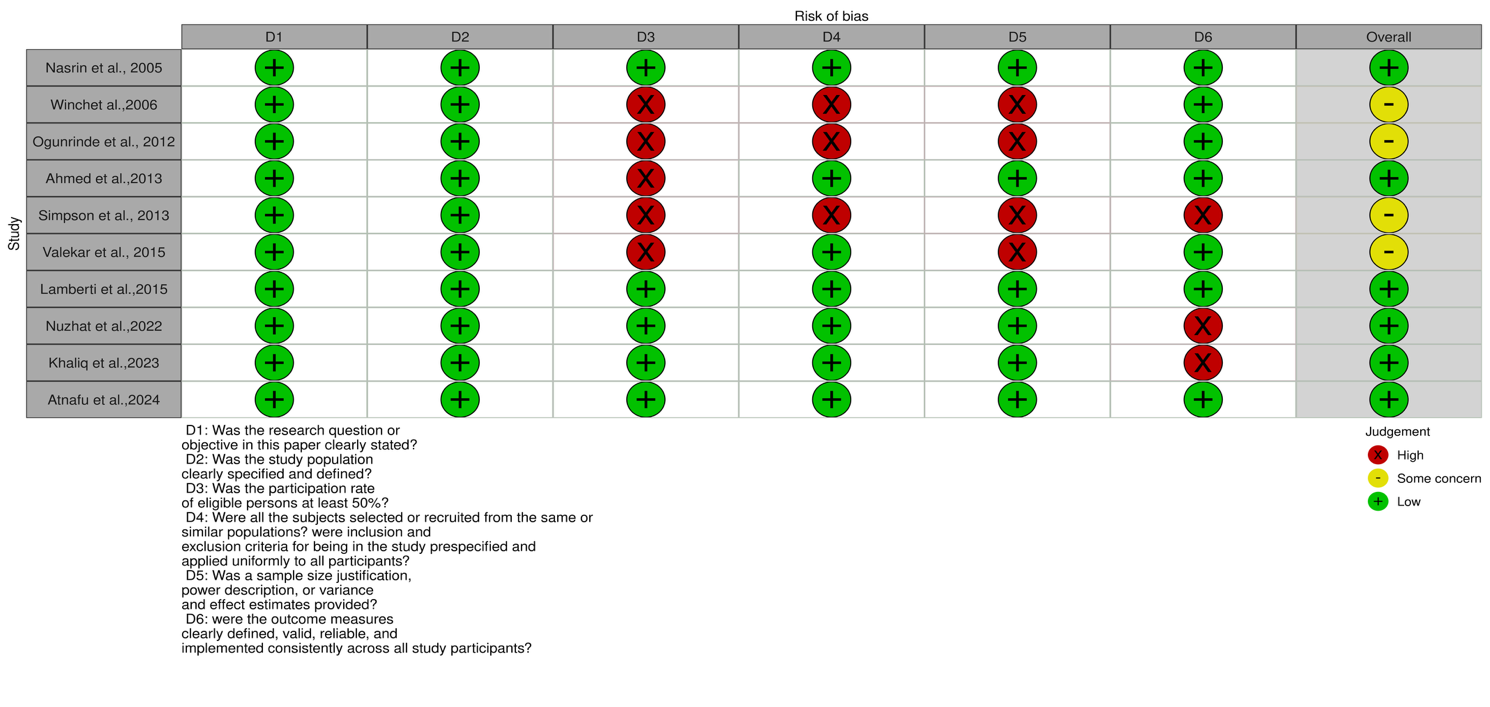 Risk of bias
D1 D2 D3 D4 D5 D6 Overall
Study
Nasrin et al., 2005 + + + + + + +
Winchet al.,2006 + + X X X + -
Ogunrinde et al., 2012 + + X X X + -
Ahmed et al.,2013 + + X + + + +
Simpson et al., 2013 + + X X X X -
Valekar et al., 2015 + + X + X + -
Lamberti et al.,2015 + + + + + + +
Nuzhat et al.,2022 + + + + + X +
Khaliq et al.,2023 + + + + + X +
Atnafu et al.,2024 + + + + + + +
D1: Was the research question or
objective in this paper clearly stated?
D2: Was the study population
clearly specified and defined?
D3: Was the participation rate
of eligible persons at least 50%?
D4: Were all the subjects selected or recruited from the same or
similar populations? were inclusion and
exclusion criteria for being in the study prespecified and
applied uniformly to all participants?
D5: Was a sample size justification,
power description, or variance
and effect estimates provided?
D6: were the outcome measures
clearly defined, valid, reliable, and
implemented consistently across all study participants?
Judgement
X High
- Some concern
+ Low